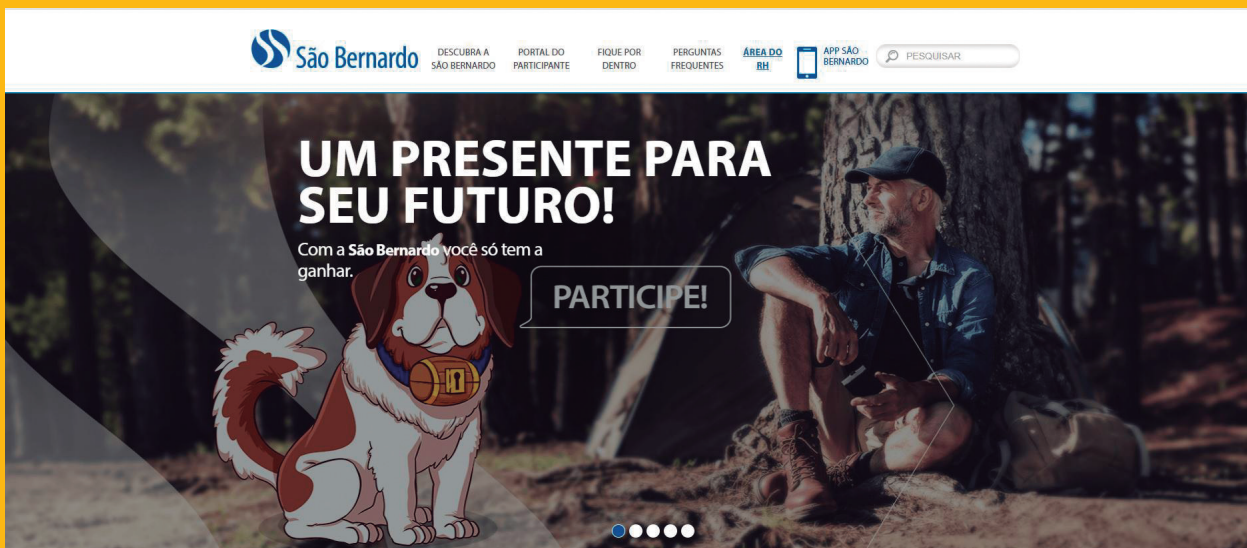 São Bernardo
DESCUBRA A
SÃO BERNARDO
PORTAL DO
PARTICIPANTE
FIQUE POR
DENTRO
PERGUNTAS
FREQUENTES
ÁREA DO
RH
APP SÃO
BERNARDO
PESQUISAR
UM PRESENTE PARA
SEU FUTURO!
Com a São Bernardo você só tem a
ganhar.
PARTICIPE!